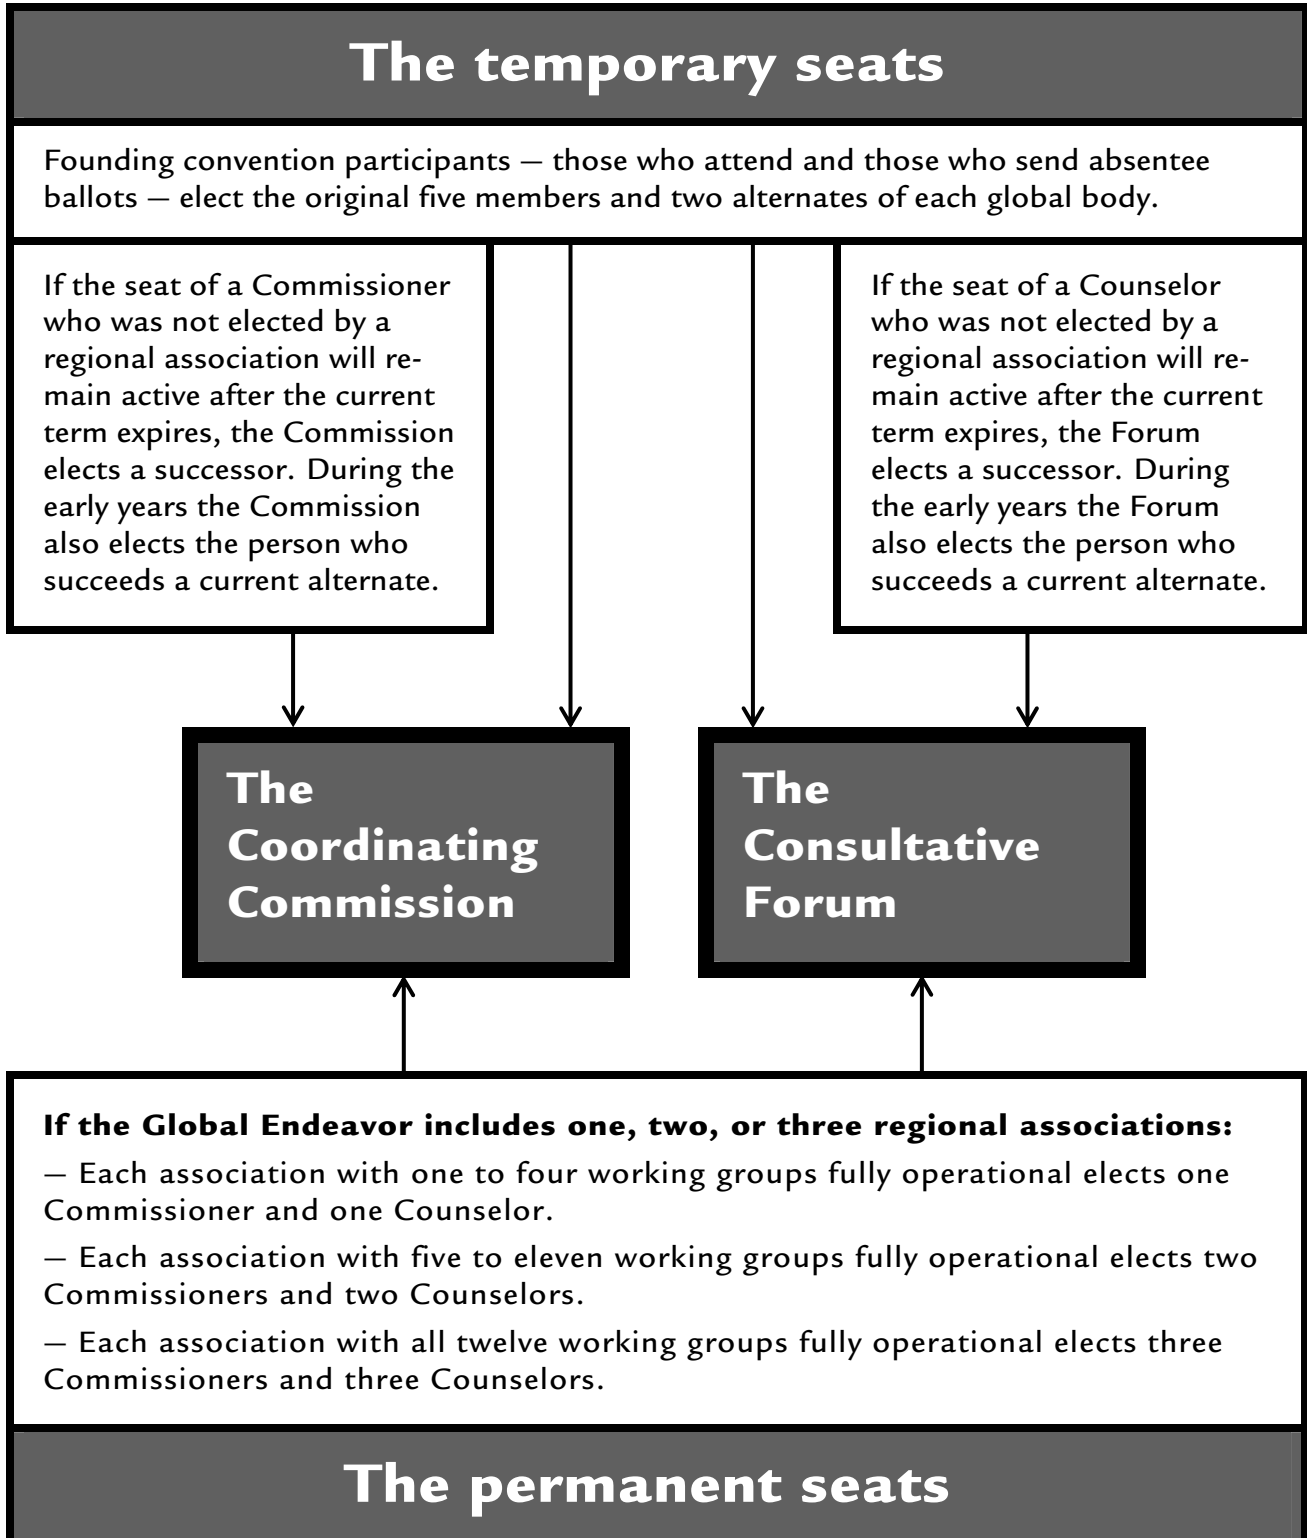 The temporary seats
Founding convention participants — those who attend and those who send absentee
ballots — elect the original five members and two alternates of each global body.
If the seat of a Commissioner
who was not elected by a
regional association will re-
main active after the current
term expires, the Commission
elects a successor. During the
early years the Commission
also elects the person who
succeeds a current alternate.
If the seat of a Counselor
who was not elected by a
regional association will re-
main active after the current
term expires, the Forum
elects a successor. During
the early years the Forum
also elects the person who
succeeds a current alternate.
The
Coordinating
Commission
The
Consultative
Forum
If the Global Endeavor includes one, two, or three regional associations:
— Each association with one to four working groups fully operational elects one
Commissioner and one Counselor.
— Each association with five to eleven working groups fully operational elects two
Commissioners and two Counselors.
— Each association with all twelve working groups fully operational elects three
Commissioners and three Counselors.
The permanent seats